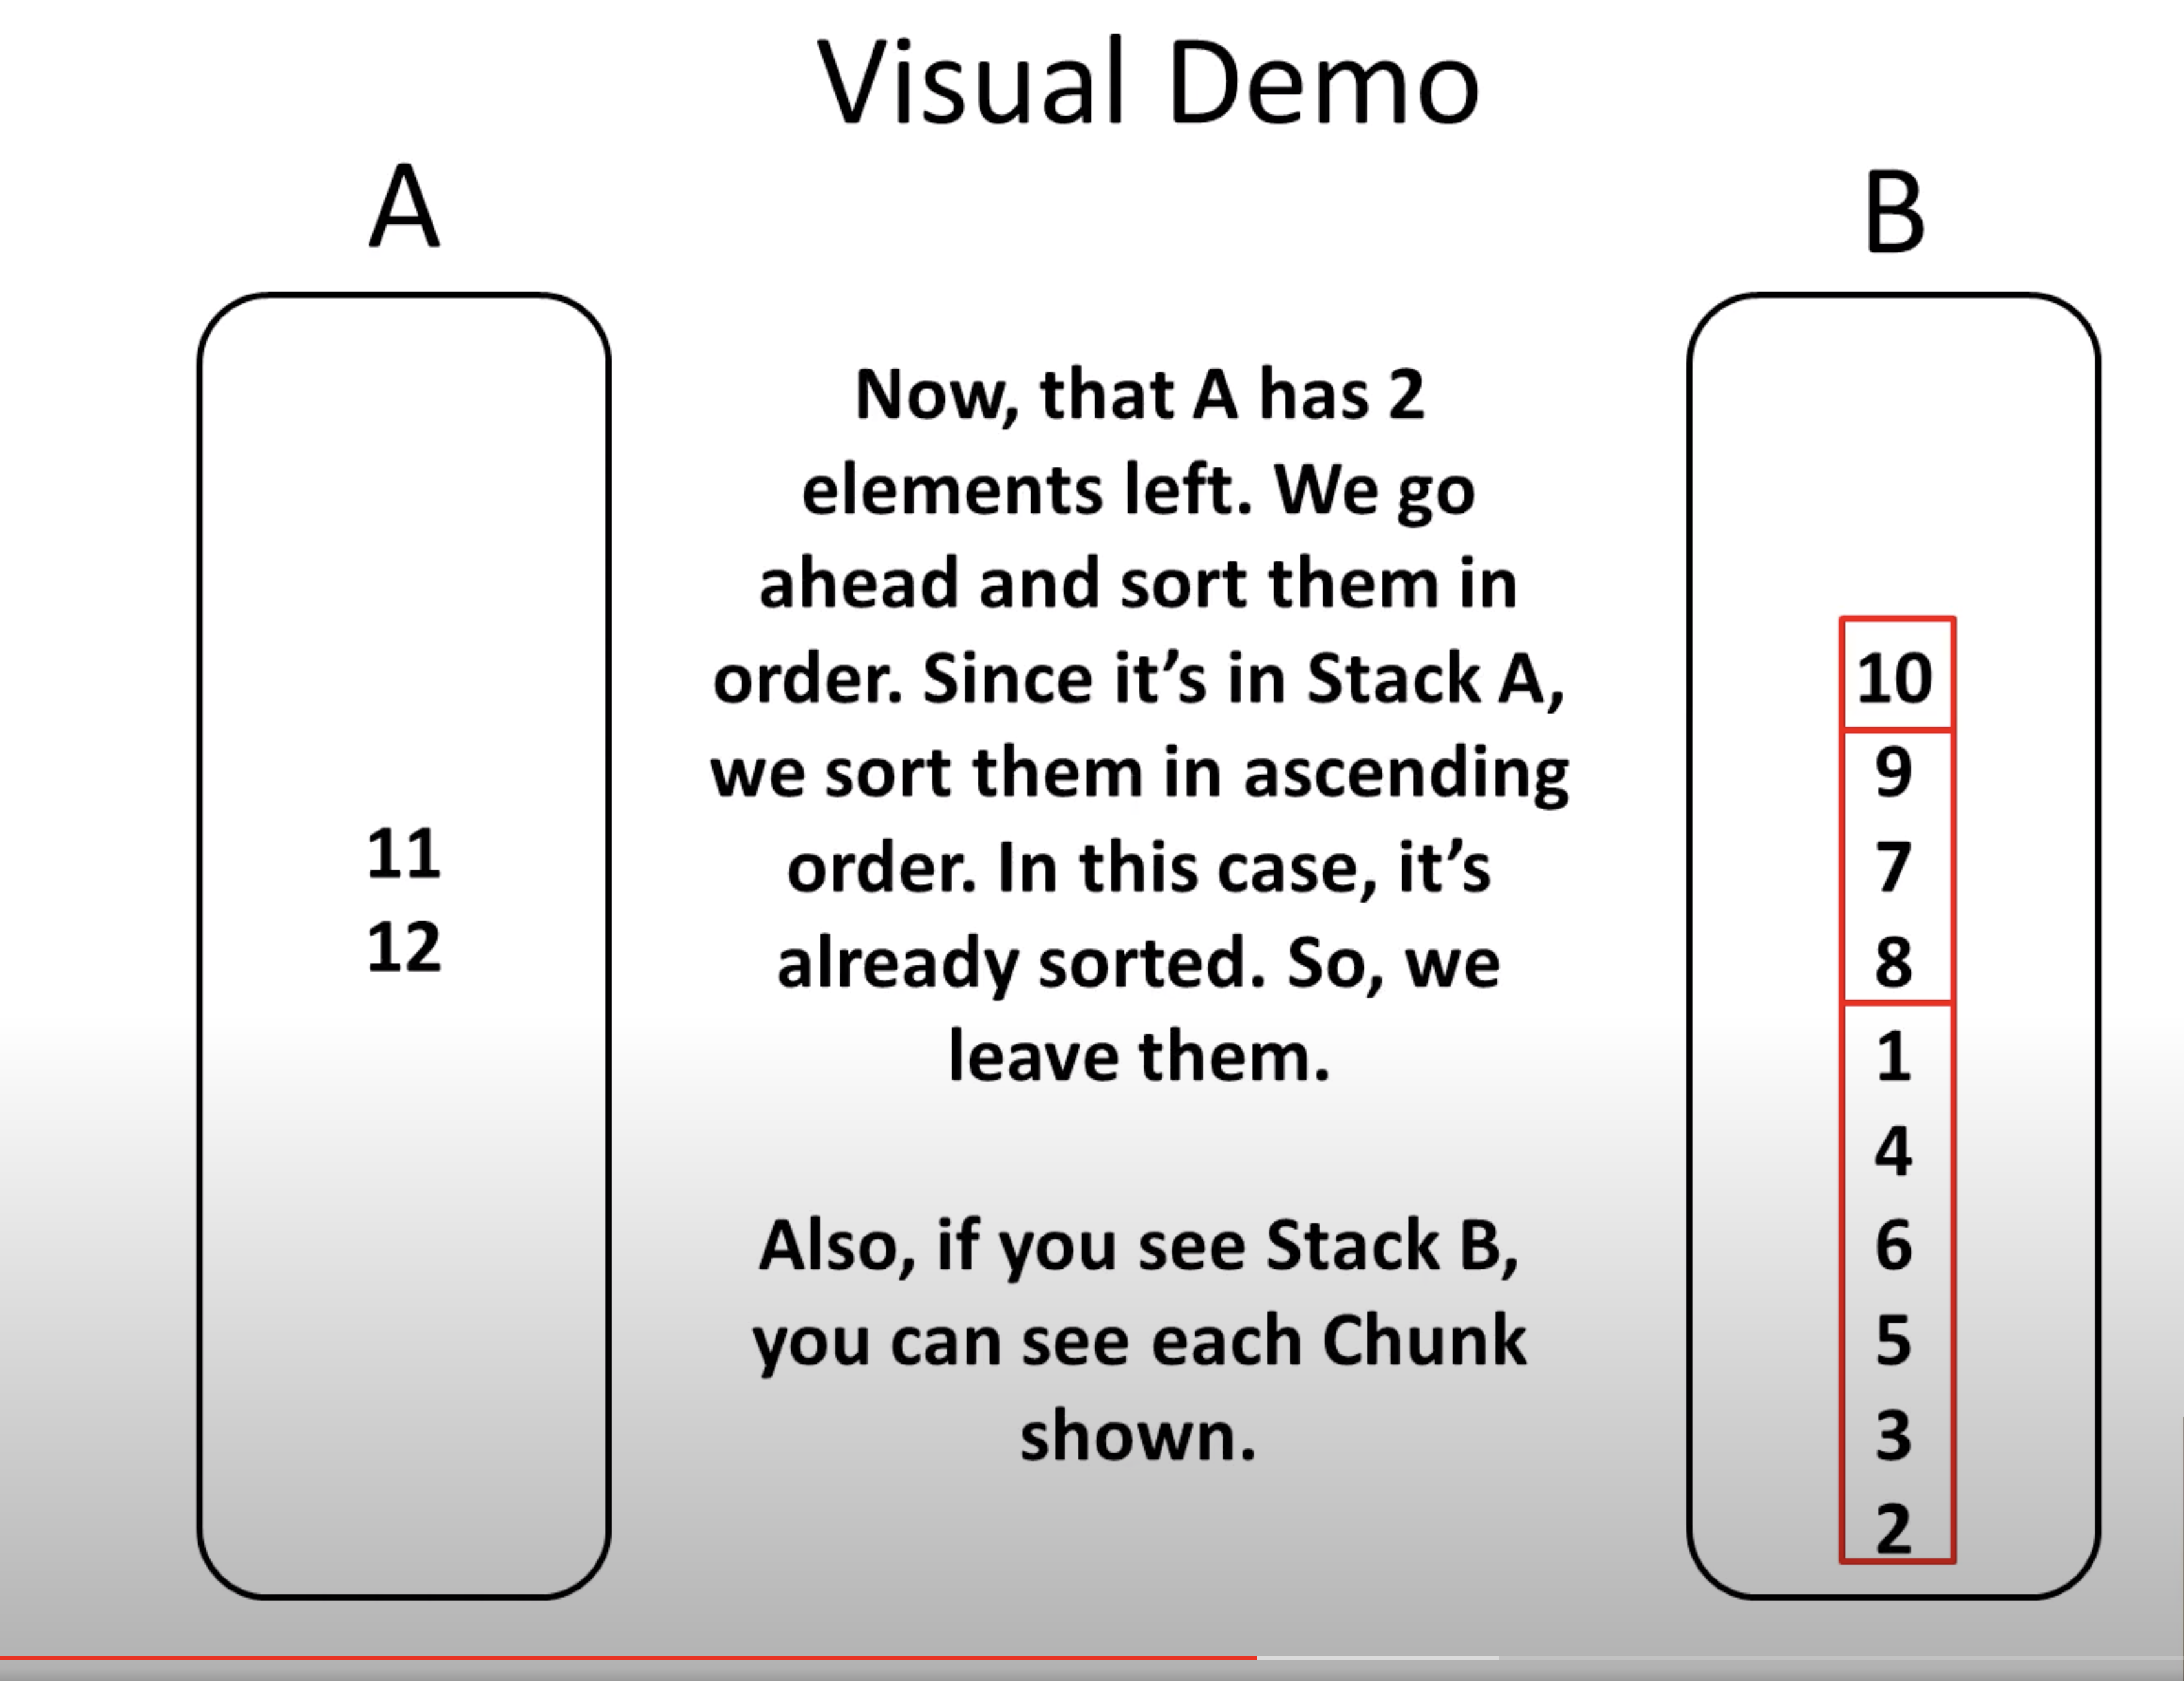 Visual Demo
A
B
11
12
Now, that A has 2
elements left. We go
ahead and sort them in
order. Since it’s in Stack A,
we sort them in ascending
order. In this case, it’s
already sorted. So, we
leave them.
Also, if you see Stack B,
you can see each Chunk
shown.
10
9
7
8
1
4
6
5
3
2